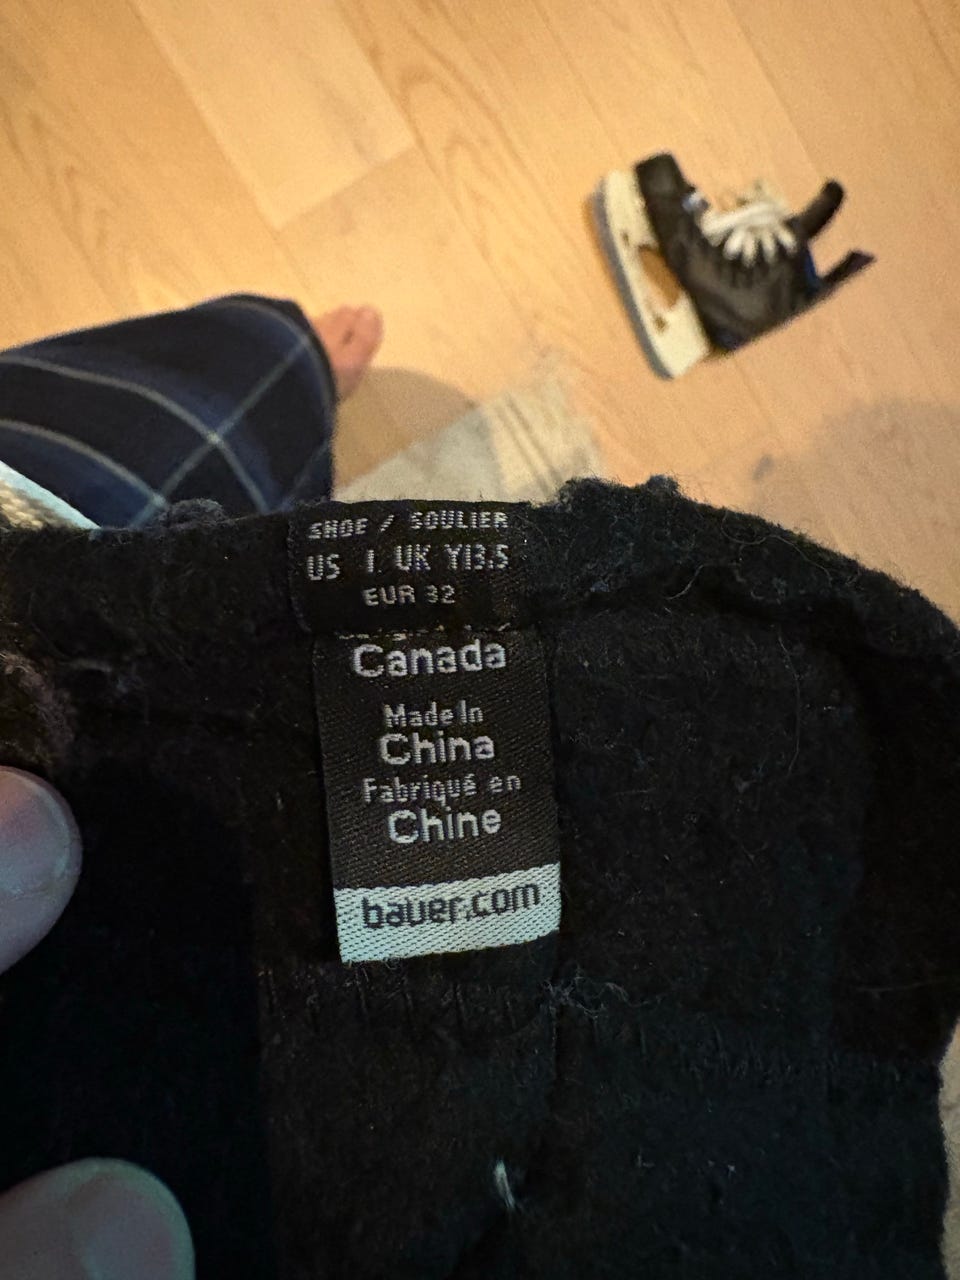 SHOE / SOULIER
US 1 UK Y13.5
EUR 32
Canada
Made In
China
Fabriqué en
Chine
bauer.com